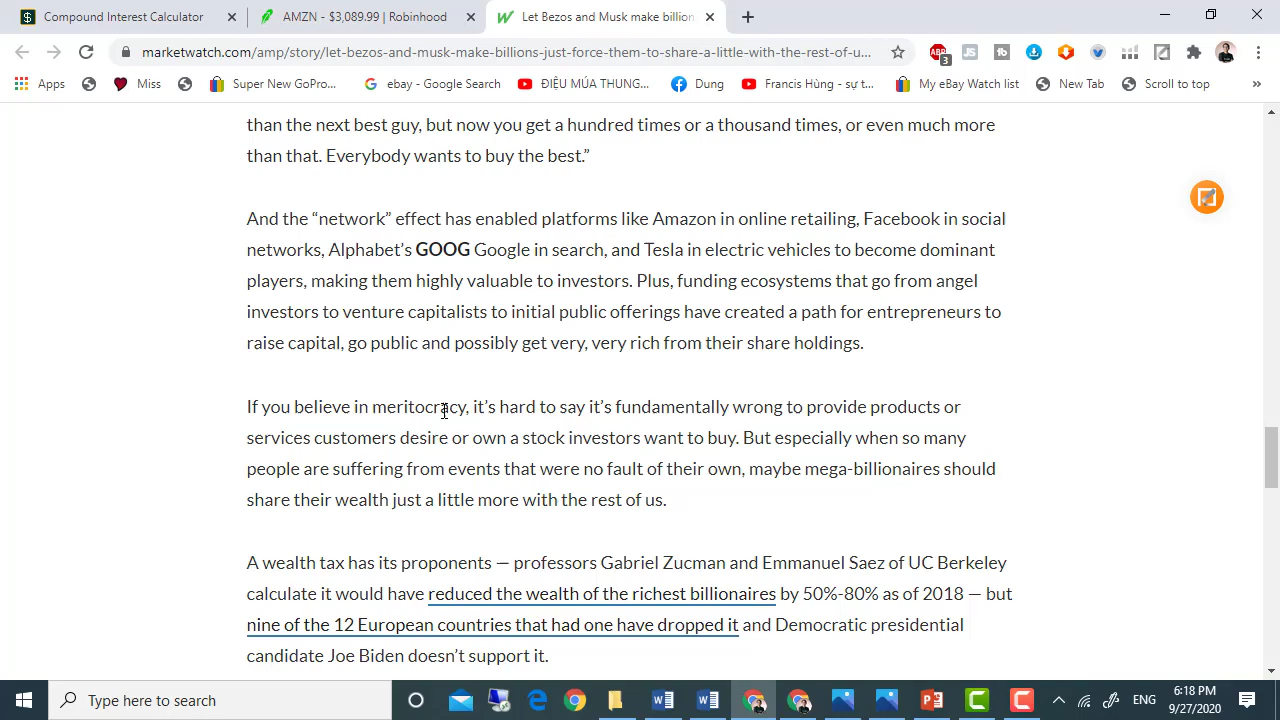 Compound Interest Calculator
AMZN - $3,089.99 | Robinhood
Let Bezos and Musk make billion
marketwatch.com/amp/story/let-bezos-and-musk-make-billions-just-force-them-to-share-a-little-with-the-rest-of-u...
ABP
3
JS
tb
Apps
Miss
Super New GoPro...
ebay - Google Search
ĐIỆU MÚA THUNG...
Dung
Francis Hùng - sự t...
My eBay Watch list
New Tab
Scroll to top
»
than the next best guy, but now you get a hundred times or a thousand times, or even much more
than that. Everybody wants to buy the best.”
And the “network” effect has enabled platforms like Amazon in online retailing, Facebook in social
networks, Alphabet’s GOOG Google in search, and Tesla in electric vehicles to become dominant
players, making them highly valuable to investors. Plus, funding ecosystems that go from angel
investors to venture capitalists to initial public offerings have created a path for entrepreneurs to
raise capital, go public and possibly get very, very rich from their share holdings.
If you believe in meritocracy, it’s hard to say it’s fundamentally wrong to provide products or
services customers desire or own a stock investors want to buy. But especially when so many
people are suffering from events that were no fault of their own, maybe mega-billionaires should
share their wealth just a little more with the rest of us.
A wealth tax has its proponents — professors Gabriel Zucman and Emmanuel Saez of UC Berkeley
calculate it would have reduced the wealth of the richest billionaires by 50%-80% as of 2018 — but
nine of the 12 European countries that had one have dropped it and Democratic presidential
candidate Joe Biden doesn’t support it.
Type here to search
ENG
6:18 PM
9/27/2020